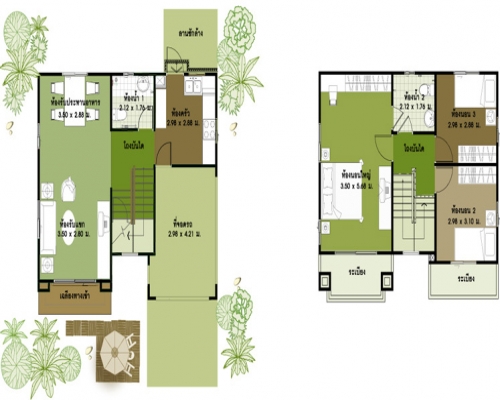 ลานซักล้าง
ห้องรับประทานอาหาร
3.50 x 2.88 ม.
ห้องน้ำ 1
2.12 x 1.76 ม.
ห้องครัว
2.98 x 2.88 ม.
โถงบันได
ห้องรับแขก
3.50 x 2.80 ม.
ที่จอดรถ
2.98 x 4.21 ม.
เฉลียงทางเข้า
ห้องน้ำ 2
2.12 x 1.76 ม.
ห้องนอน 3
2.98 x 2.88 ม.
โถงบันได
ห้องนอนใหญ่
3.50 x 5.68 ม.
ห้องนอน 2
2.98 x 3.10 ม.
ระเบียง
ระเบียง